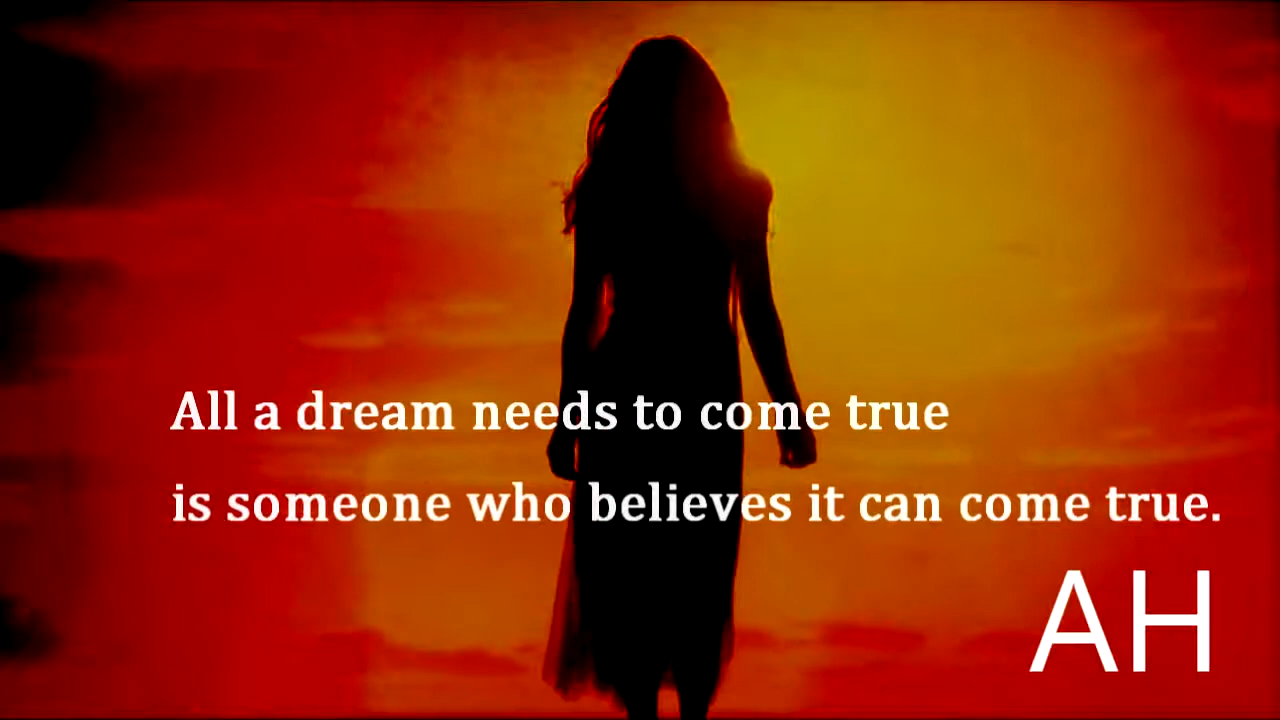 All a dream needs to come true
is someone who believes it can come true.
AH